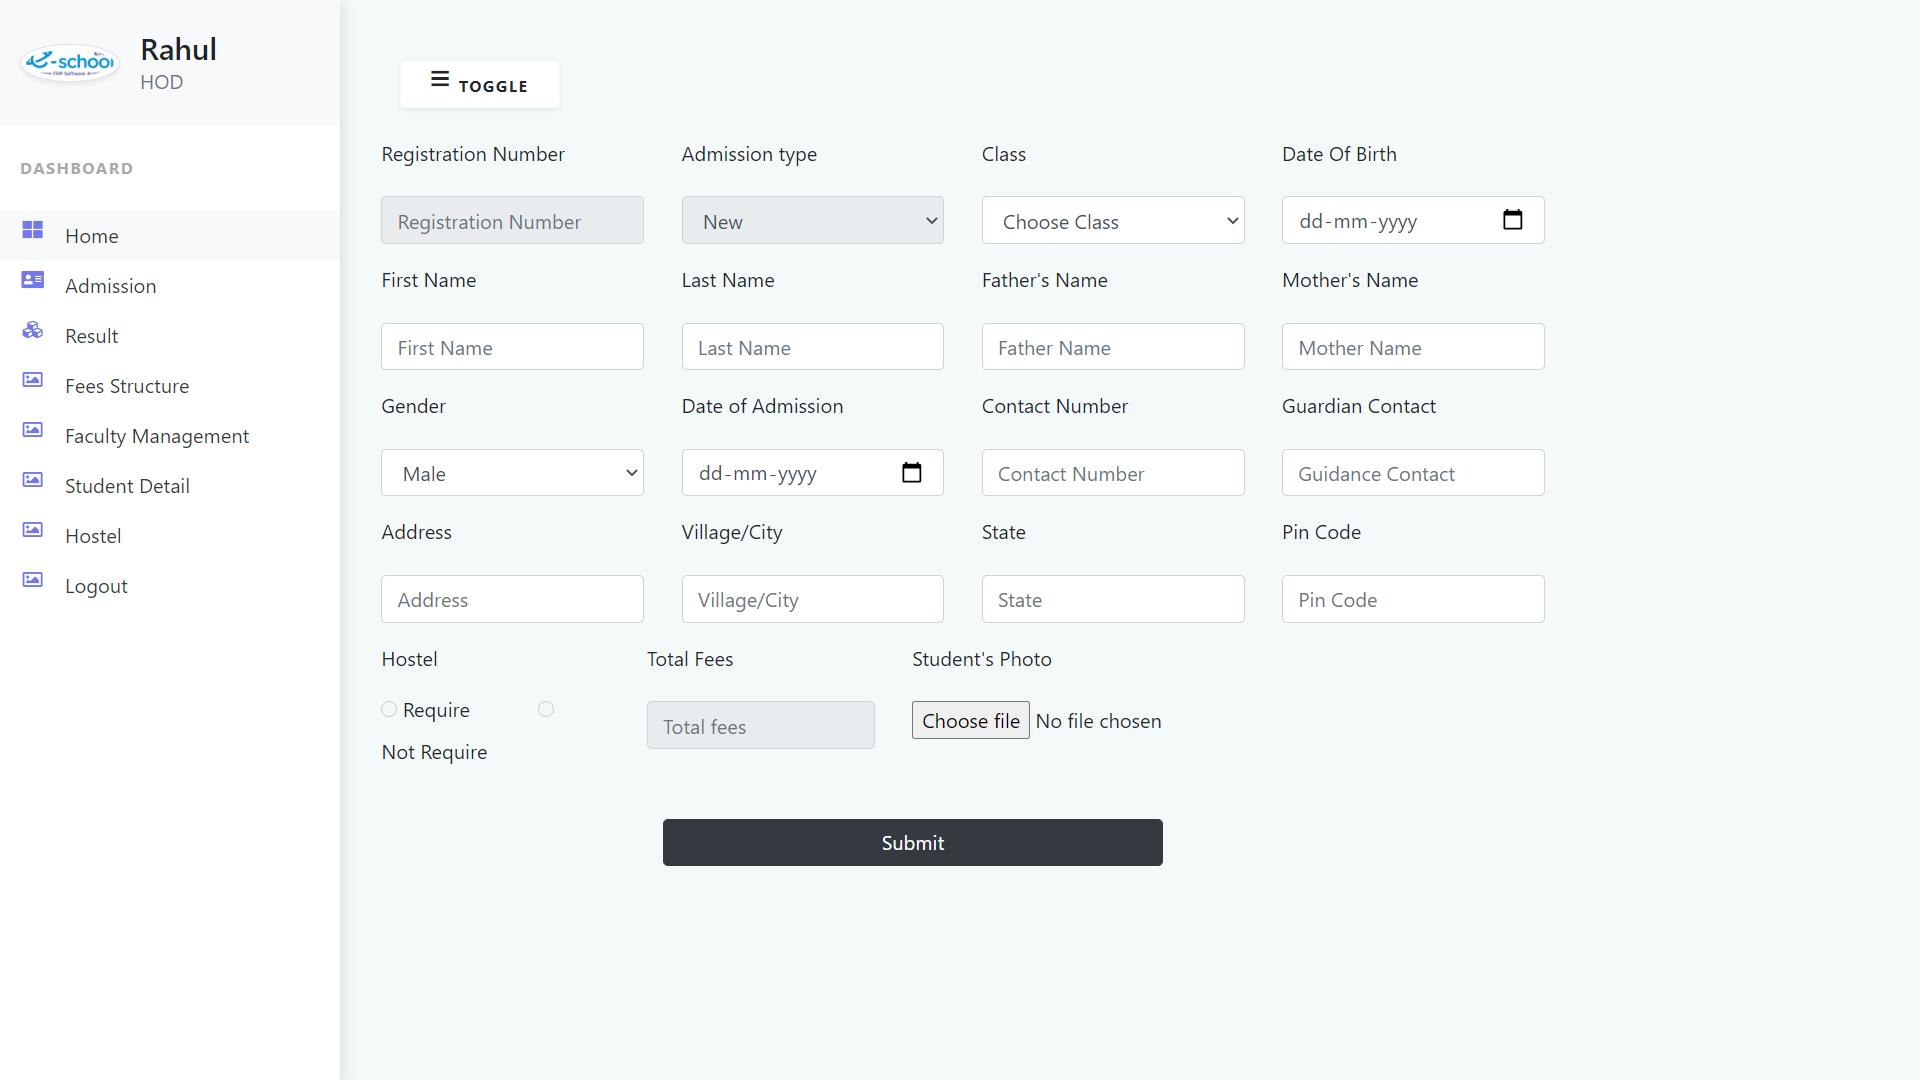 e-school
Rahul
HOD
DASHBOARD
Home
Admission
Result
Fees Structure
Faculty Management
Student Detail
Hostel
Logout
TOGGLE
Registration Number Admission type Class Date Of Birth
Registration Number New Choose Class dd-mm-yyyy
First Name Last Name Father's Name Mother's Name
First Name Last Name Father Name Mother Name
Gender Date of Admission Contact Number Guardian Contact
Male dd-mm-yyyy Contact Number Guidance Contact
Address Village/City State Pin Code
Address Village/City State Pin Code
Hostel Total Fees Student's Photo
Require Total fees Choose file No file chosen
Not Require
Submit